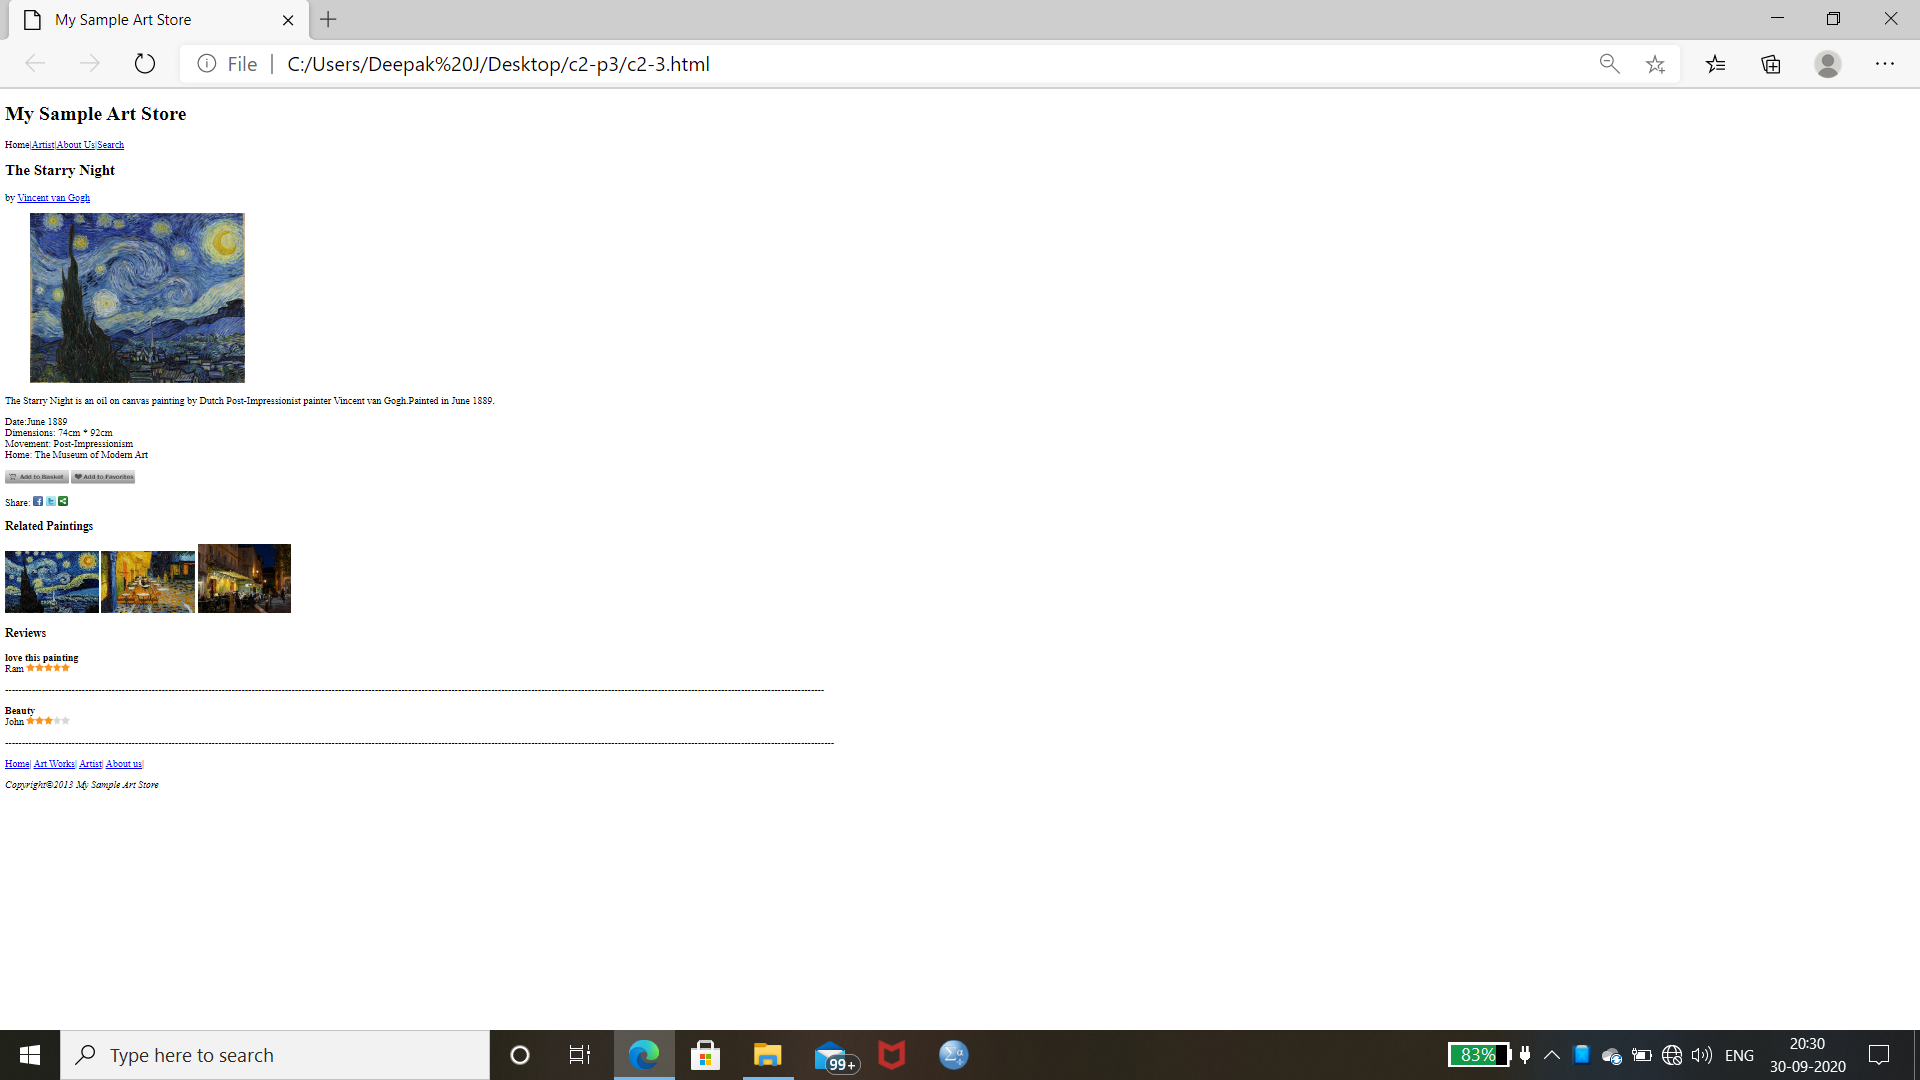 My Sample Art Store
File | C:/Users/Deepak%20J/Desktop/c2-p3/c2-3.html
My Sample Art Store
Home|Artist|About Us|Search
The Starry Night
by Vincent van Gogh
The Starry Night is an oil on canvas painting by Dutch Post-Impressionist painter Vincent van Gogh.Painted in June 1889.
Date:June 1889
Dimensions: 74cm * 92cm
Movement: Post-Impressionism
Home: The Museum of Modern Art
Add to Basket Add to Favorites
Share:
Related Paintings
Reviews
love this painting
Ram
Beauty
John
Home| Art Works| Artist| About us|
Copyright©2013 My Sample Art Store
Type here to search
99+
83%
ENG
20:30
30-09-2020